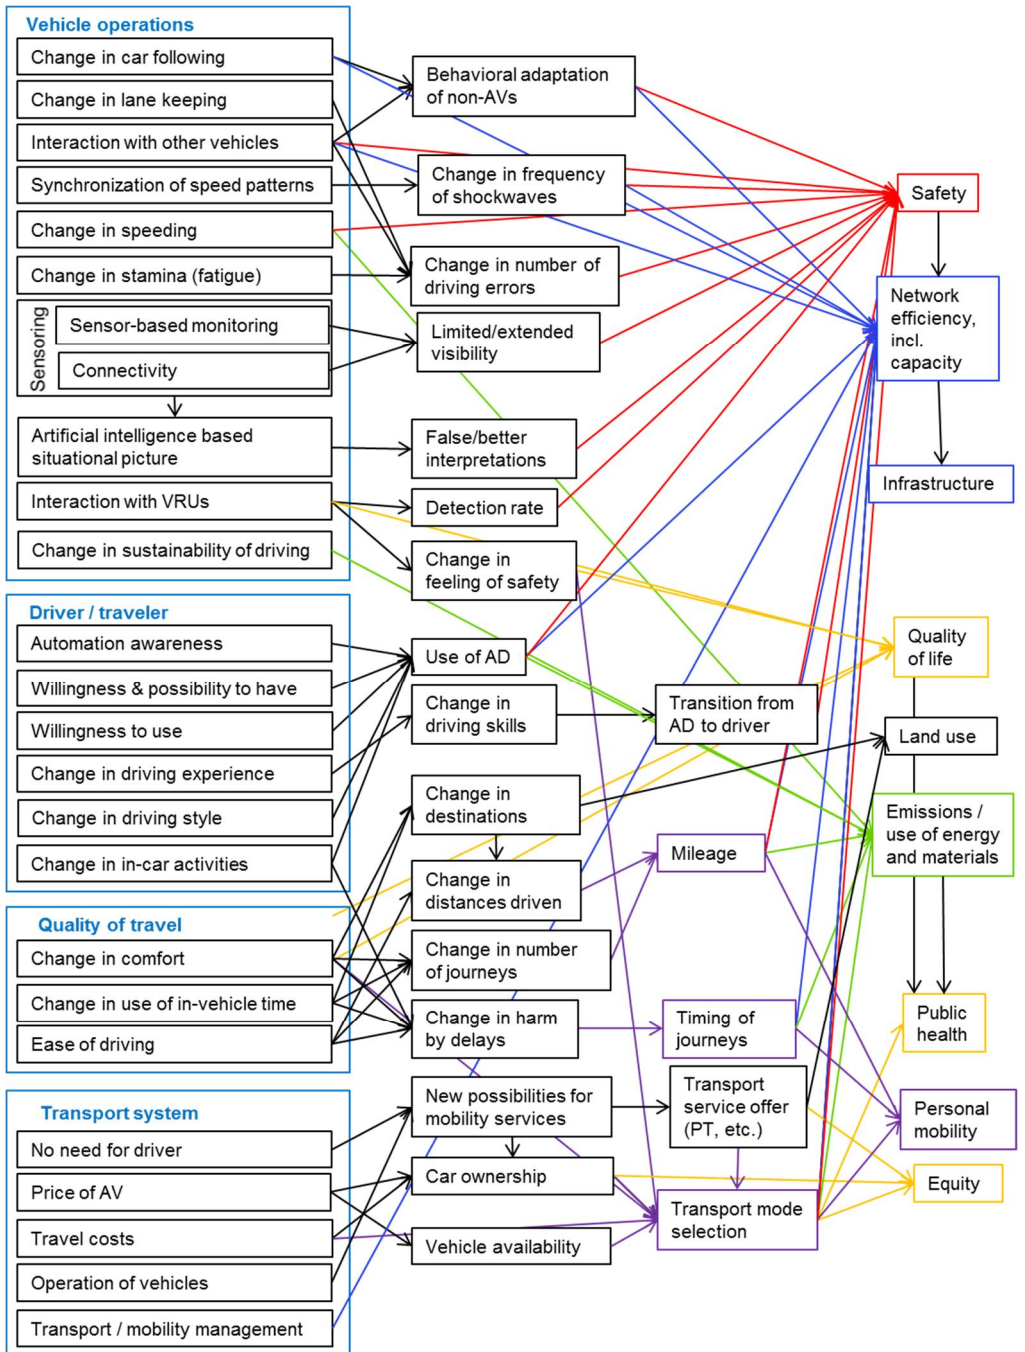 Vehicle operations
Change in car following
Change in lane keeping
Interaction with other vehicles
Synchronization of speed patterns
Change in speeding
Change in stamina (fatigue)
Sensoring
Sensor-based monitoring
Connectivity
Artificial intelligence based
situational picture
Interaction with VRUs
Change in sustainability of driving
Driver / traveler
Automation awareness
Willingness & possibility to have
Willingness to use
Change in driving experience
Change in driving style
Change in in-car activities
Quality of travel
Change in comfort
Change in use of in-vehicle time
Ease of driving
Transport system
No need for driver
Price of AV
Travel costs
Operation of vehicles
Transport / mobility management
Behavioral adaptation
of non-AVs
Change in frequency
of shockwaves
Change in number of
driving errors
Limited/extended
visibility
False/better
interpretations
Detection rate
Change in
feeling of safety
Use of AD
Change in
driving skills
Change in
destinations
Change in
distances driven
Change in number
of journeys
Change in harm
by delays
New possibilities for
mobility services
Car ownership
Vehicle availability
Transition from
AD to driver
Mileage
Timing of
journeys
Transport
service offer
(PT, etc.)
Transport mode
selection
Safety
Network
efficiency,
incl.
capacity
Infrastructure
Quality
of life
Land use
Emissions /
use of energy
and materials
Public
health
Personal
mobility
Equity